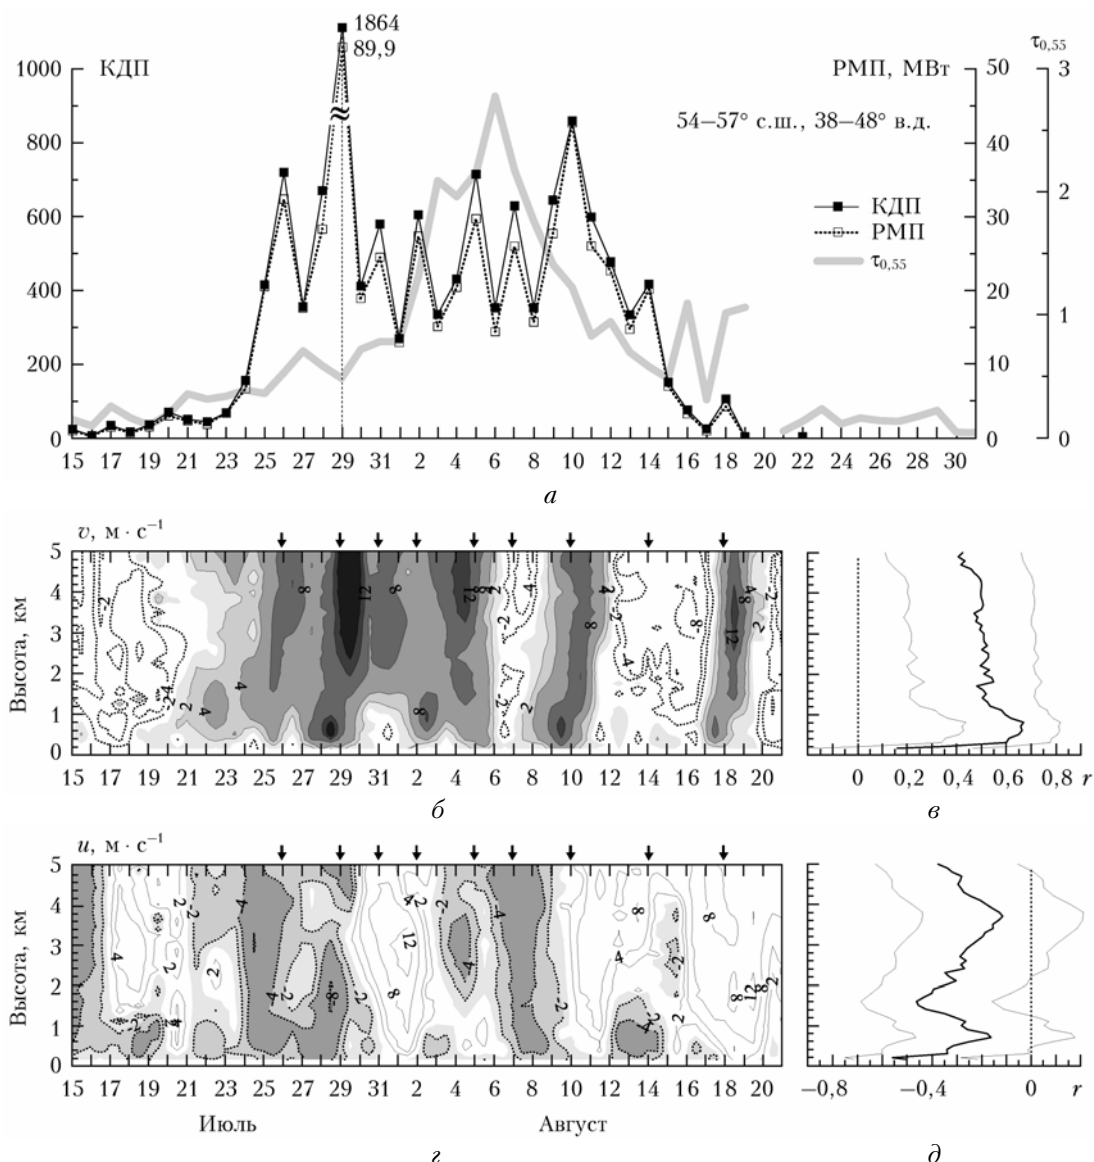 1864
89,9
КДП
РМП, МВт
τ0,55
1000
800
600
400
200
0
50
40
30
20
10
0
3
2
1
0
54–57° с.ш., 38–48° в.д.
КДП
РМП
τ0,55
15 17 19 21 23 25 27 29 31 2 4 6 8 10 12 14 16 18 20 22 24 26 28 30
а
v, м · с−1
Высота, км
5
4
3
2
1
0
15 17 19 21 23 25 27 29 31 2 4 6 8 10 12 14 16 18 20
0 0,2 0,4 0,6 0,8 r
б
в
u, м · с−1
Высота, км
5
4
3
2
1
0
15 17 19 21 23 25 27 29 31 2 4 6 8 10 12 14 16 18 20
−0,8 −0,4 0 r
Июль
Август
г
д